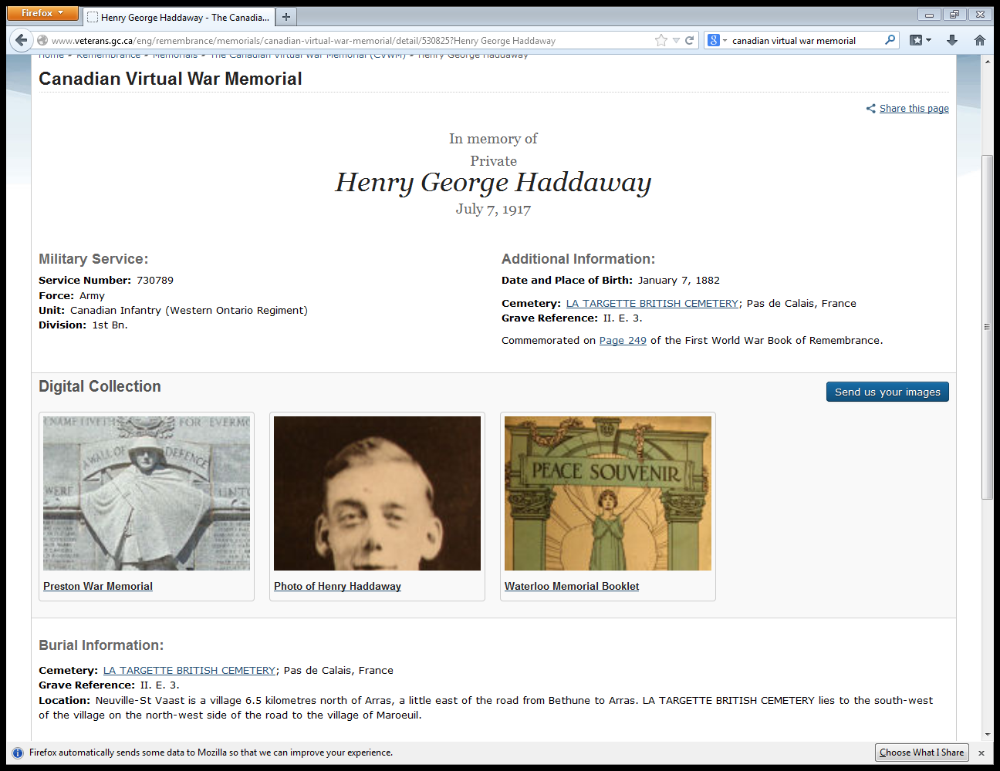 Firefox
Henry George Haddaway - The Canadia...
www.veterans.gc.ca/eng/remembrance/memorials/canadian-virtual-war-memorial/detail/530825?Henry George Haddaway
canadian virtual war memorial
Home > Remembrance > Memorials > The Canadian Virtual War Memorial (CVWM) > Henry George Haddaway
Canadian Virtual War Memorial
Share this page
In memory of
Private
Henry George Haddaway
July 7, 1917
Military Service:
Service Number: 730789
Force: Army
Unit: Canadian Infantry (Western Ontario Regiment)
Division: 1st Bn.
Additional Information:
Date and Place of Birth: January 7, 1882
Cemetery: LA TARGETTE BRITISH CEMETERY; Pas de Calais, France
Grave Reference: II. E. 3.
Commemorated on Page 249 of the First World War Book of Remembrance.
Digital Collection
Send us your images
NAME LIVETH FOR EVERMO
A WALL OF DEFENCE
WERE UNTO
Preston War Memorial
Photo of Henry Haddaway
PEACE SOUVENIR
Waterloo Memorial Booklet
Burial Information:
Cemetery: LA TARGETTE BRITISH CEMETERY; Pas de Calais, France
Grave Reference: II. E. 3.
Location: Neuville-St Vaast is a village 6.5 kilometres north of Arras, a little east of the road from Bethune to Arras. LA TARGETTE BRITISH CEMETERY lies to the south-west
of the village on the north-west side of the road to the village of Maroeuil.
Firefox automatically sends some data to Mozilla so that we can improve your experience.
Choose What I Share